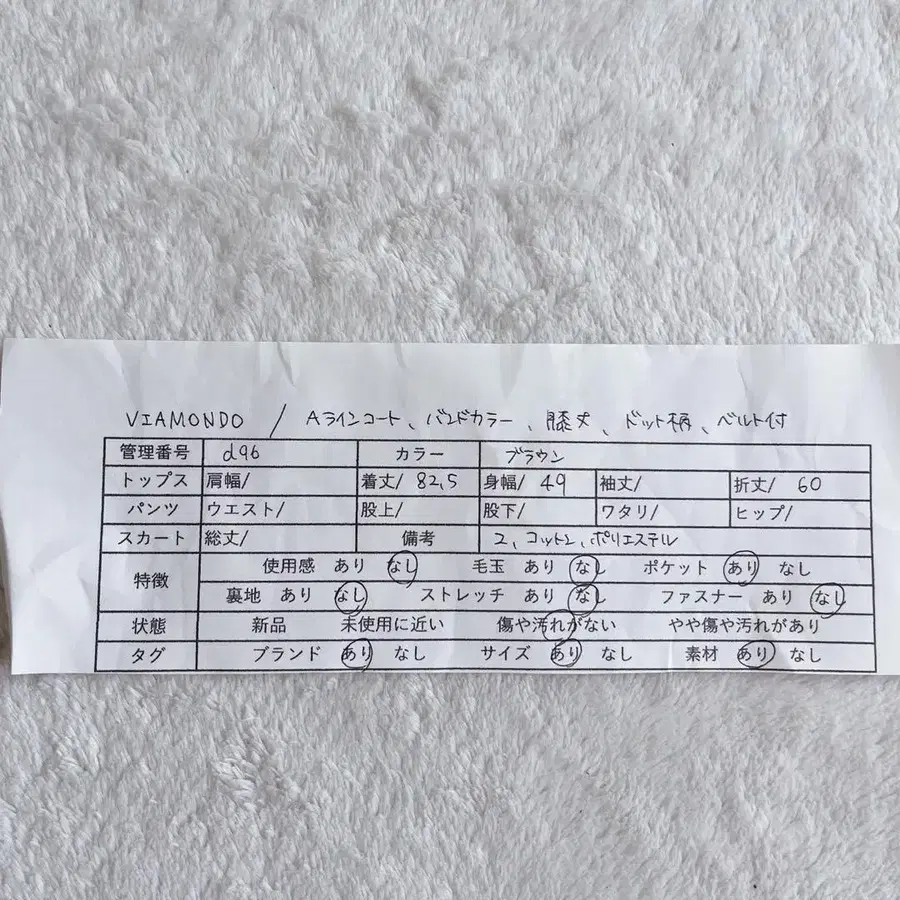 VIAMONDO / Aラインコート、バンドカラー、膝丈、ドット柄、ベルト付
管理番号 d96 カラー ブラウン
トップス 肩幅/ 着丈/ 82,5 身幅/ 49 袖丈/ 裄丈/ 60
パンツ ウエスト/ 股上/ 股下/ ワタリ/ ヒップ/
スカート 総丈/ 備考 2、コットン、ポリエステル
特徴 使用感 あり なし 毛玉 あり なし ポケット あり なし
裏地 あり なし ストレッチ あり なし ファスナー あり なし
状態 新品 未使用に近い 傷や汚れがない やや傷や汚れがあり
タグ ブランド あり なし サイズ あり なし 素材 あり なし